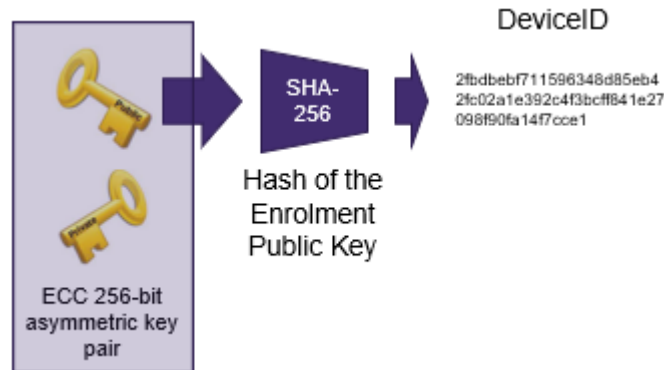 DeviceID
Public
SHA-
256
2fbdbebf711596348d85eb4
2fc02a1e392c4f3bcff841e27
098f90fa14f7cce1
Hash of the
Enrolment
Public Key
Private
ECC 256-bit
asymmetric key
pair